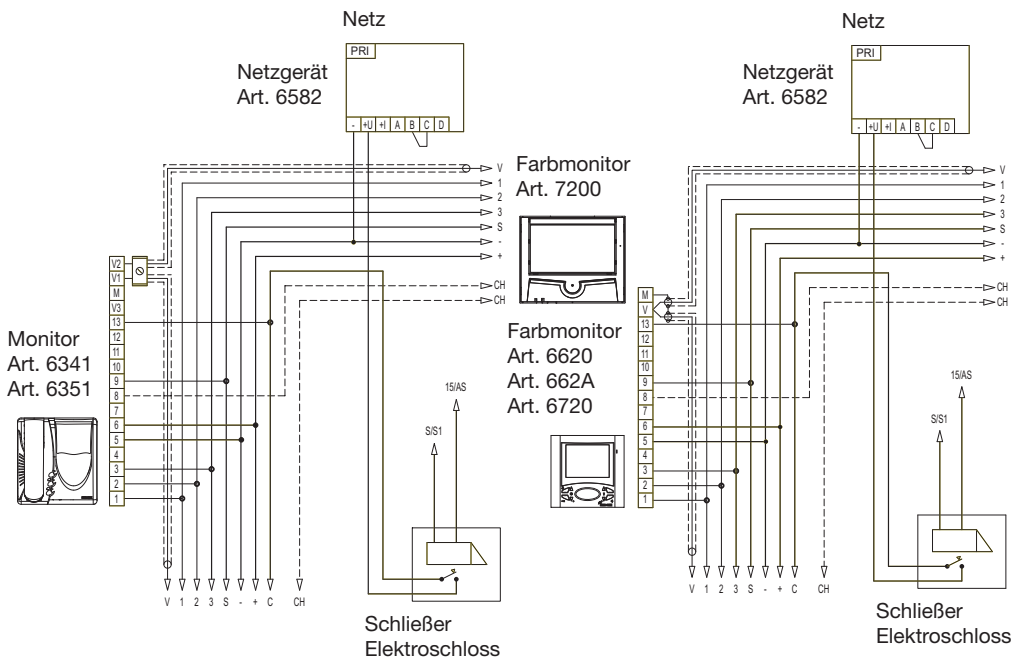 Netz
PRI
Netzgerät
Art. 6582
- +U +I A B C D
V
1
2
3
S
-
+
CH
CH
V2
V1
M
V3
13
12
11
10
9
8
7
6
5
4
3
2
1
Monitor
Art. 6341
Art. 6351
15/AS
S/S1
V 1 2 3 S - + C CH
Schließer
Elektroschloss
Farbmonitor
Art. 7200
Farbmonitor
Art. 6620
Art. 662A
Art. 6720
Netz
PRI
Netzgerät
Art. 6582
- +U +I A B C D
V
1
2
3
S
-
+
CH
CH
M
V
13
12
11
10
9
8
7
6
5
4
3
2
1
15/AS
S/S1
V 1 2 3 S - + C CH
Schließer
Elektroschloss